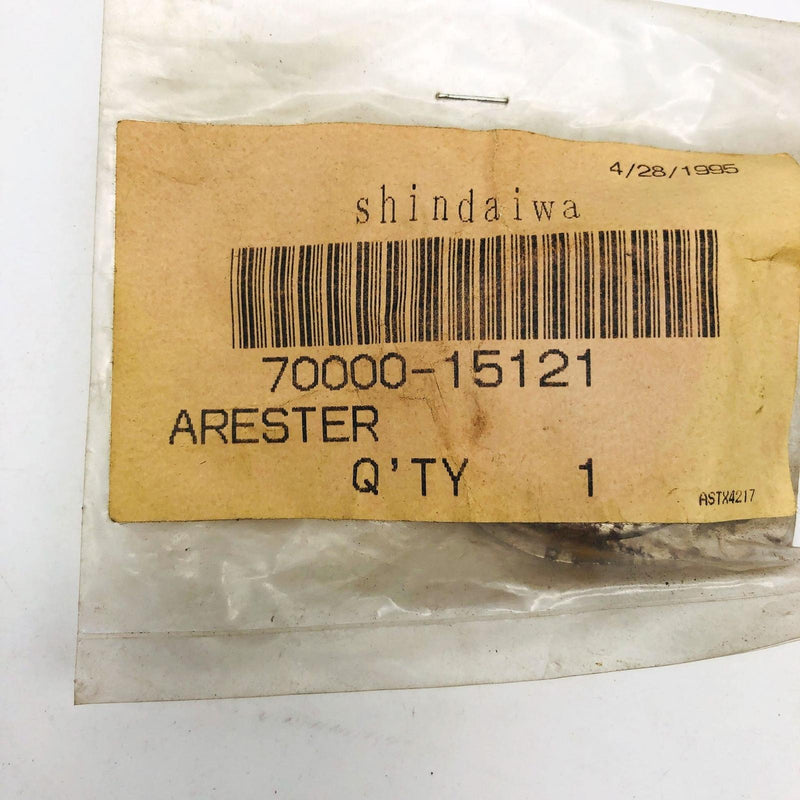 4/28/1995
shindaiwa
70000-15121
ARESTER
Q'TY 1
ASTX4217